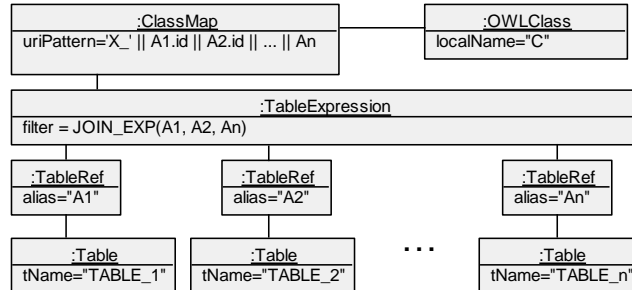 :ClassMap
uriPattern='X_' || A1.id || A2.id || ... || An
:OWLClass
localName="C"
:TableExpression
filter = JOIN_EXP(A1, A2, An)
:TableRef
alias="A1"
:TableRef
alias="A2"
:TableRef
alias="An"
:Table
tName="TABLE_1"
:Table
tName="TABLE_2"
...
:Table
tName="TABLE_n"